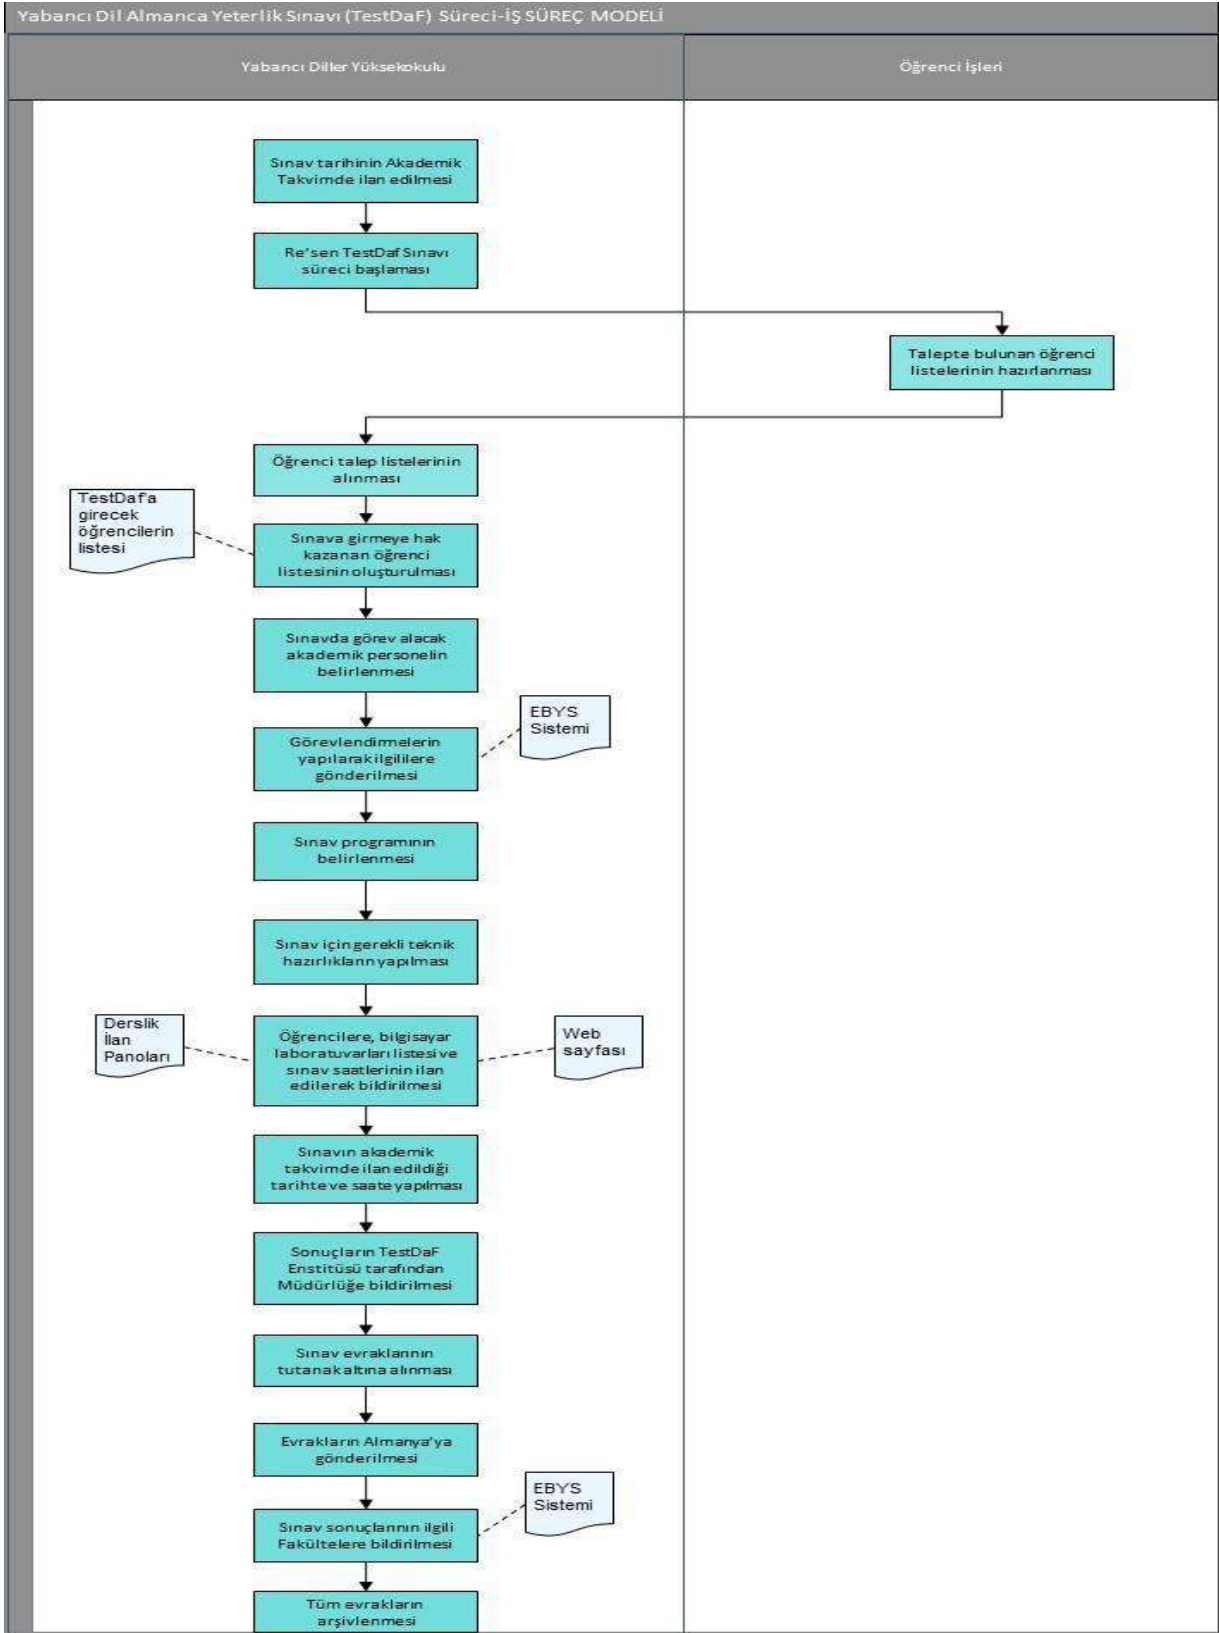 Yabancı Dil Almanca Yeterlik Sınavı (TestDaF) Süreci-İŞ SÜREÇ MODELİ
Yabancı Diller Yüksekokulu
Öğrenci İşleri
Sınav tarihinin Akademik
Takvimde ilan edilmesi
Re'sen TestDaf Sınavı
süreci başlaması
Talepte bulunan öğrenci
listelerinin hazırlanması
Öğrenci talep listelerinin
alınması
TestDaf'a
girecek
öğrencilerin
listesi
Sınava girmeye hak
kazanan öğrenci
listesinin oluşturulması
Sınavda görev alacak
akademik personelin
belirlenmesi
EBYS
Sistemi
Görevlendirmelerin
yapılarak ilgililere
gönderilmesi
Sınav programının
belirlenmesi
Sınav için gerekli teknik
hazırlıkların yapılması
Derslik
İlan
Panoları
Öğrencilere, bilgisayar
laboratuvarları listesi ve
sınav saatlerinin ilan
edilerek bildirilmesi
Web
sayfası
Sınavın akademik
takvimde ilan edildiği
tarihte ve saate yapılması
Sonuçların TestDaF
Enstitüsü tarafından
Müdürlüğe bildirilmesi
Sınav evraklarının
tutanak altına alınması
Evrakların Almanya'ya
gönderilmesi
EBYS
Sistemi
Sınav sonuçlarının ilgili
Fakültelere bildirilmesi
Tüm evrakların
arşivlenmesi